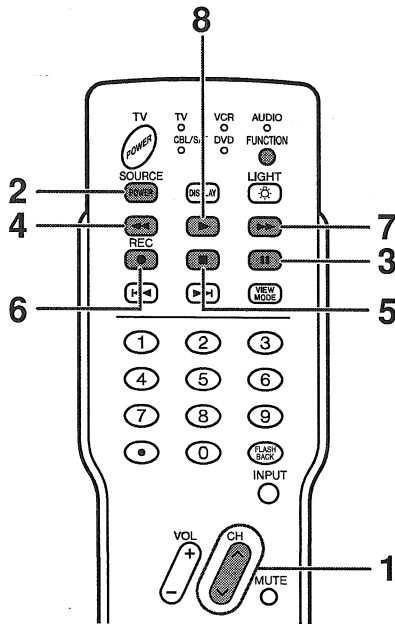 8
TV TV VCR AUDIO
POWER CBL/SAT DVD FUNCTION
SOURCE LIGHT
2 POWER DISPLAY
4 7
REC
3
6 5
VIEW MODE
1 2 3
4 5 6
7 8 9
0 FLASH BACK
INPUT
VOL CH
+
1
− MUTE